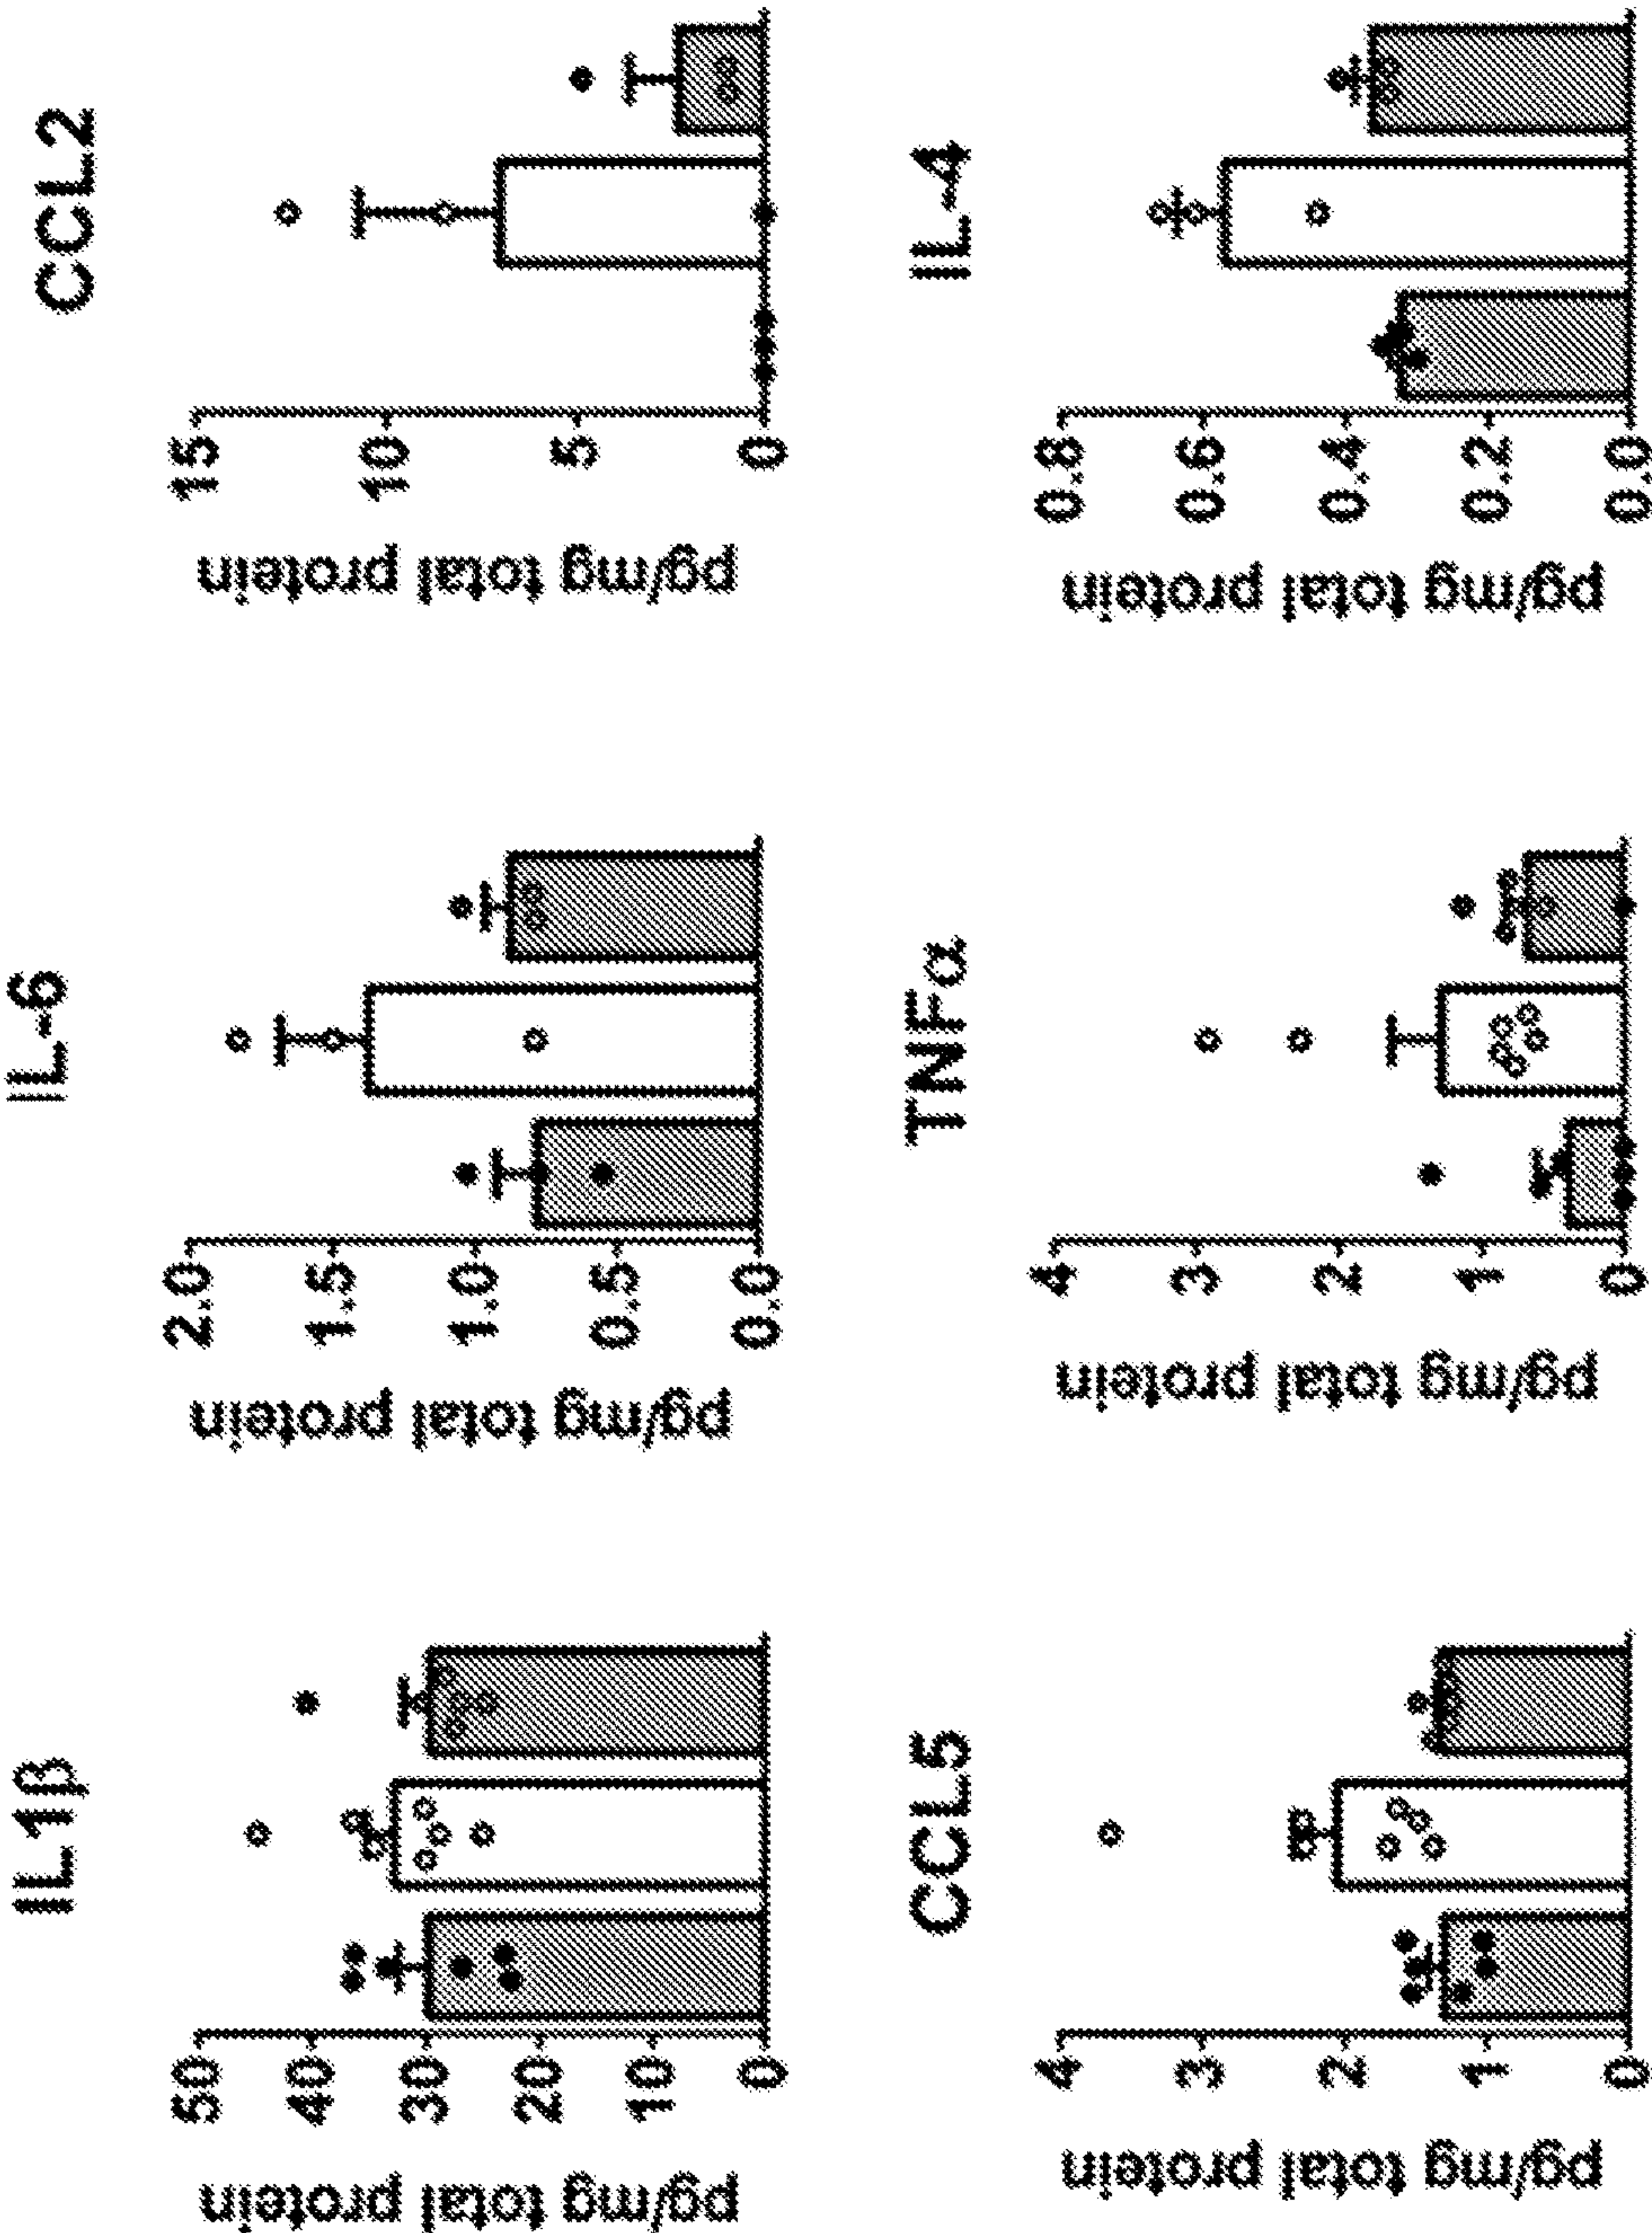 IL1β
pg/mg total protein
50
40
30
20
10
0
IL-6
pg/mg total protein
2.0
1.5
1.0
0.5
0.0
CCL2
pg/mg total protein
15
10
5
0
CCL5
pg/mg total protein
4
3
2
1
0
TNFα
pg/mg total protein
4
3
2
1
0
IL-4
pg/mg total protein
0.8
0.6
0.4
0.2
0.0